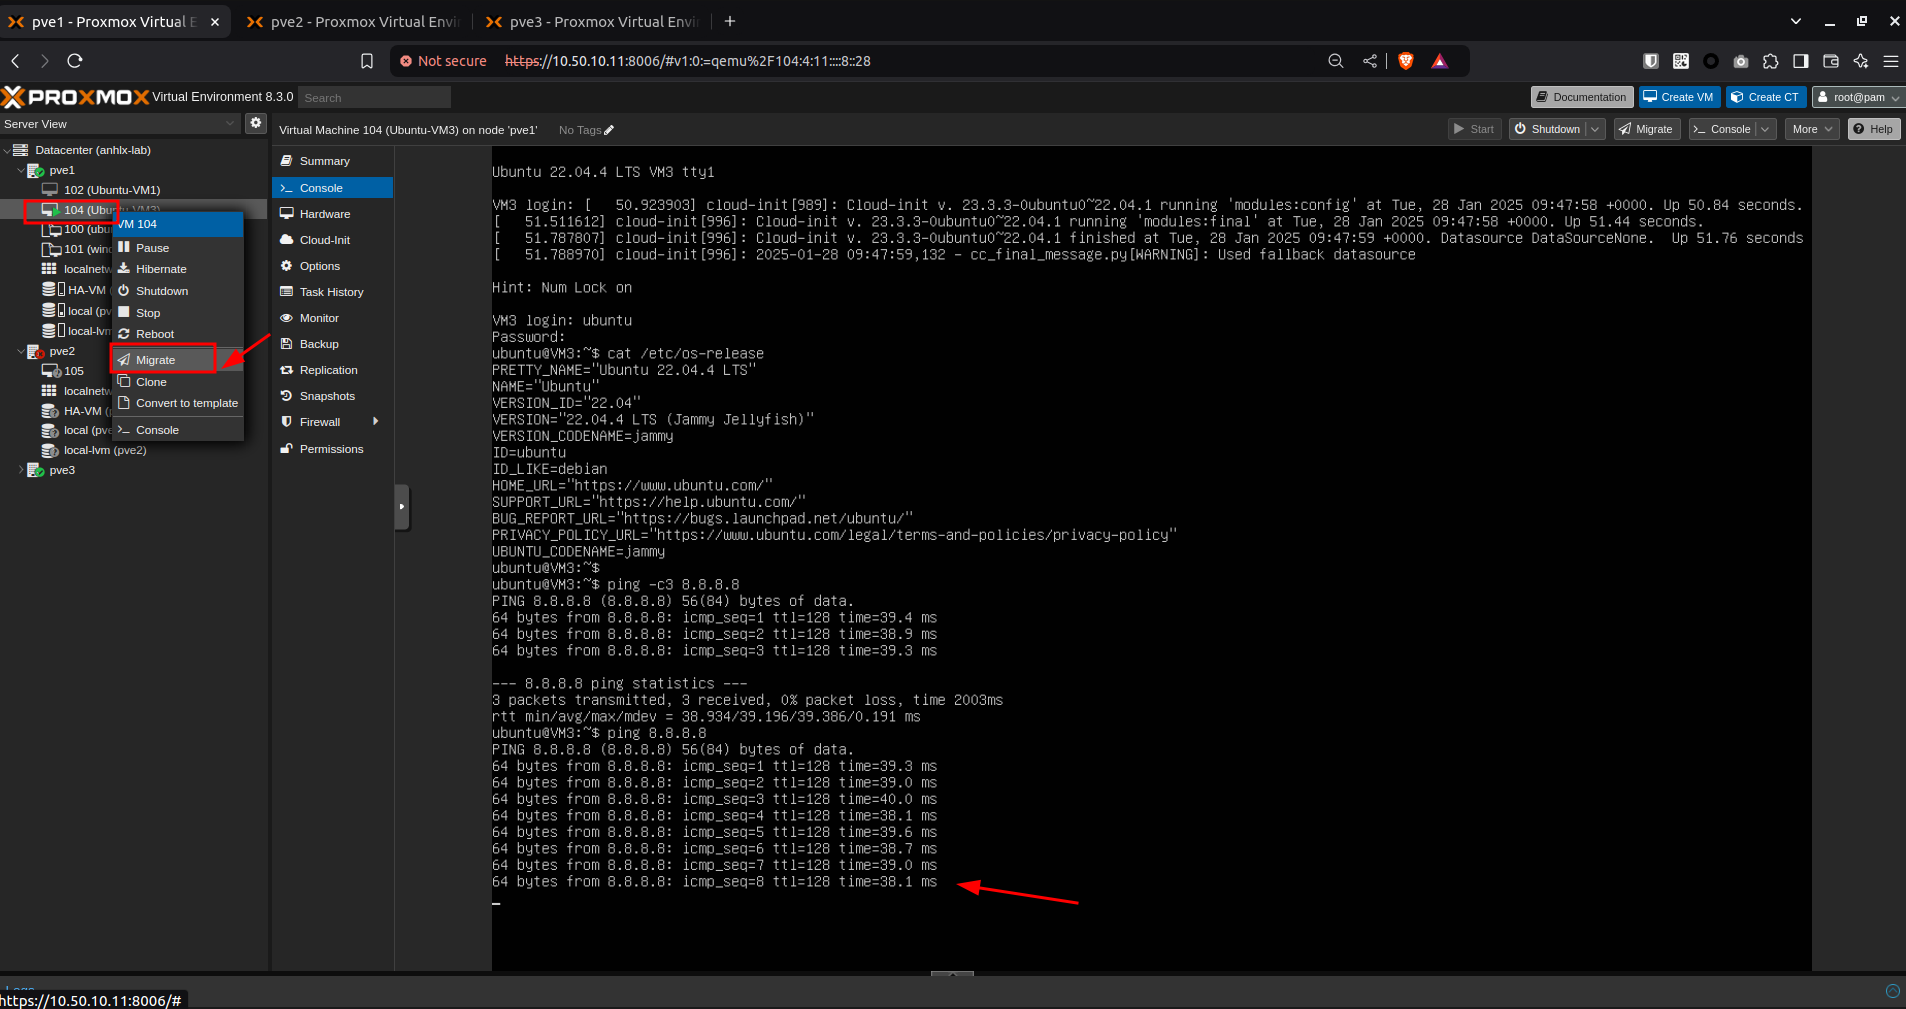 pve1 - Proxmox Virtual E
pve2 - Proxmox Virtual Envir
pve3 - Proxmox Virtual Envi
Not secure https://10.50.10.11:8006/#v1:0:=qemu%2F104:4:11::::8::28
PROXMOX Virtual Environment 8.3.0 Search
Documentation Create VM Create CT root@pam
Server View
Virtual Machine 104 (Ubuntu-VM3) on node 'pve1' No Tags
Start Shutdown Migrate Console More Help
Datacenter (anhlx-lab)
pve1
102 (Ubuntu-VM1)
104 (Ubuntu-VM3)
100 (ubu
101 (wind
localnetw
HA-VM (
local (pv
local-lvm
pve2
105
localnetw
HA-VM (p
local (pve
local-lvm (pve2)
pve3
VM 104
Pause
Hibernate
Shutdown
Stop
Reboot
Migrate
Clone
Convert to template
Console
Summary
Console
Hardware
Cloud-Init
Options
Task History
Monitor
Backup
Replication
Snapshots
Firewall
Permissions
Ubuntu 22.04.4 LTS VM3 tty1
VM3 login: [   50.923903] cloud-init[989]: Cloud-init v. 23.3.3-0ubuntu0~22.04.1 running 'modules:config' at Tue, 28 Jan 2025 09:47:58 +0000. Up 50.84 seconds.
[   51.511612] cloud-init[996]: Cloud-init v. 23.3.3-0ubuntu0~22.04.1 running 'modules:final' at Tue, 28 Jan 2025 09:47:58 +0000. Up 51.44 seconds.
[   51.787807] cloud-init[996]: Cloud-init v. 23.3.3-0ubuntu0~22.04.1 finished at Tue, 28 Jan 2025 09:47:59 +0000. Datasource DataSourceNone.  Up 51.76 seconds
[   51.788970] cloud-init[996]: 2025-01-28 09:47:59,132 - cc_final_message.py[WARNING]: Used fallback datasource
Hint: Num Lock on
VM3 login: ubuntu
Password:
ubuntu@VM3:~$ cat /etc/os-release
PRETTY_NAME="Ubuntu 22.04.4 LTS"
NAME="Ubuntu"
VERSION_ID="22.04"
VERSION="22.04.4 LTS (Jammy Jellyfish)"
VERSION_CODENAME=jammy
ID=ubuntu
ID_LIKE=debian
HOME_URL="https://www.ubuntu.com/"
SUPPORT_URL="https://help.ubuntu.com/"
BUG_REPORT_URL="https://bugs.launchpad.net/ubuntu/"
PRIVACY_POLICY_URL="https://www.ubuntu.com/legal/terms-and-policies/privacy-policy"
UBUNTU_CODENAME=jammy
ubuntu@VM3:~$
ubuntu@VM3:~$ ping -c3 8.8.8.8
PING 8.8.8.8 (8.8.8.8) 56(84) bytes of data.
64 bytes from 8.8.8.8: icmp_seq=1 ttl=128 time=39.4 ms
64 bytes from 8.8.8.8: icmp_seq=2 ttl=128 time=38.9 ms
64 bytes from 8.8.8.8: icmp_seq=3 ttl=128 time=39.3 ms
--- 8.8.8.8 ping statistics ---
3 packets transmitted, 3 received, 0% packet loss, time 2003ms
rtt min/avg/max/mdev = 38.934/39.196/39.386/0.191 ms
ubuntu@VM3:~$ ping 8.8.8.8
PING 8.8.8.8 (8.8.8.8) 56(84) bytes of data.
64 bytes from 8.8.8.8: icmp_seq=1 ttl=128 time=39.3 ms
64 bytes from 8.8.8.8: icmp_seq=2 ttl=128 time=39.0 ms
64 bytes from 8.8.8.8: icmp_seq=3 ttl=128 time=40.0 ms
64 bytes from 8.8.8.8: icmp_seq=4 ttl=128 time=38.1 ms
64 bytes from 8.8.8.8: icmp_seq=5 ttl=128 time=39.6 ms
64 bytes from 8.8.8.8: icmp_seq=6 ttl=128 time=38.7 ms
64 bytes from 8.8.8.8: icmp_seq=7 ttl=128 time=39.0 ms
64 bytes from 8.8.8.8: icmp_seq=8 ttl=128 time=38.1 ms
https://10.50.10.11:8006/#